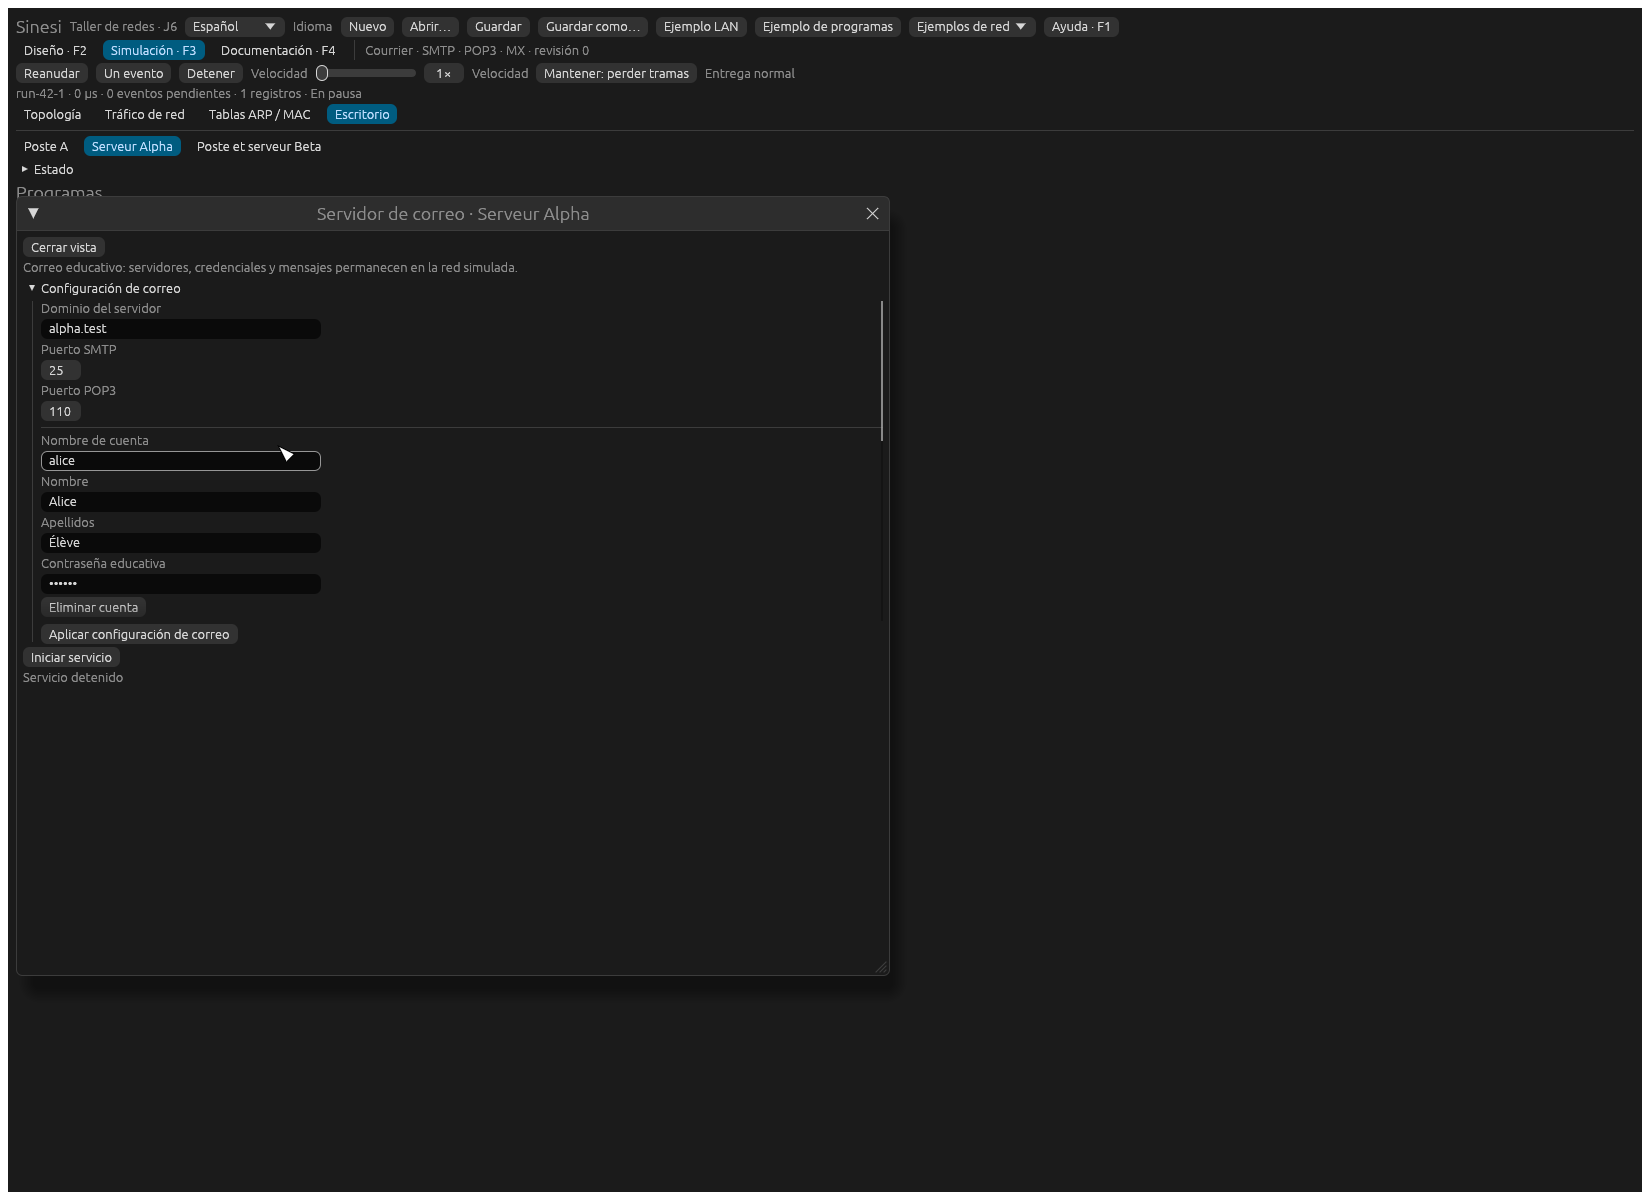 Sinesi Taller de redes · J6 Español Idioma Nuevo Abrir... Guardar Guardar como... Ejemplo LAN Ejemplo de programas Ejemplos de red Ayuda · F1
Diseño · F2 Simulación · F3 Documentación · F4 Courrier · SMTP · POP3 · MX · revisión 0
Reanudar Un evento Detener Velocidad 1× Velocidad Mantener: perder tramas Entrega normal
run-42-1 · 0 µs · 0 eventos pendientes · 1 registros · En pausa
Topología Tráfico de red Tablas ARP / MAC Escritorio
Poste A Serveur Alpha Poste et serveur Beta
Estado
Programas
Servidor de correo · Serveur Alpha
Cerrar vista
Correo educativo: servidores, credenciales y mensajes permanecen en la red simulada.
Configuración de correo
Dominio del servidor
alpha.test
Puerto SMTP
25
Puerto POP3
110
Nombre de cuenta
alice
Nombre
Alice
Apellidos
Élève
Contraseña educativa
••••••
Eliminar cuenta
Aplicar configuración de correo
Iniciar servicio
Servicio detenido